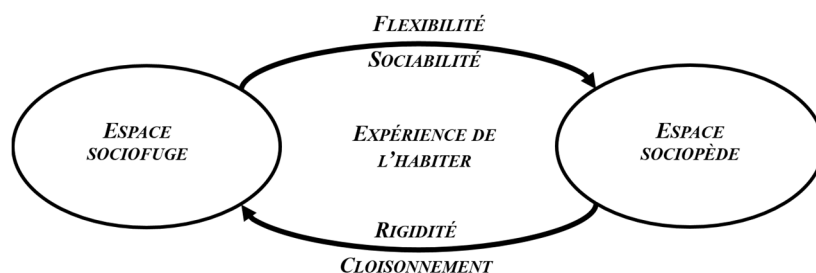 FLEXIBILITÉ
SOCIABILITÉ
ESPACE
SOCIOFUGE
EXPÉRIENCE DE
L'HABITER
ESPACE
SOCIOPÈDE
RIGIDITÉ
CLOISONNEMENT